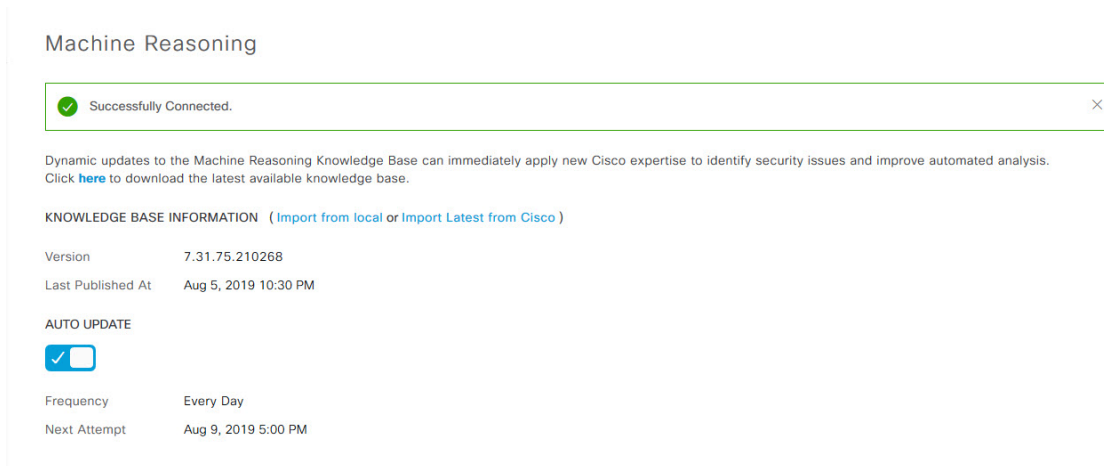 Machine Reasoning
Successfully Connected.
Dynamic updates to the Machine Reasoning Knowledge Base can immediately apply new Cisco expertise to identify security issues and improve automated analysis.
Click here to download the latest available knowledge base.
KNOWLEDGE BASE INFORMATION ( Import from local or Import Latest from Cisco )
Version 7.31.75.210268
Last Published At Aug 5, 2019 10:30 PM
AUTO UPDATE
Frequency Every Day
Next Attempt Aug 9, 2019 5:00 PM